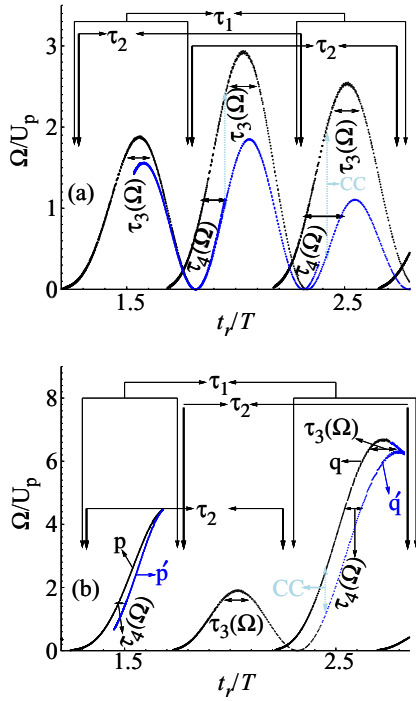 τ₁
τ₂
τ₂
3
2
1
0
Ω/Uₚ
(a)
τ₃(Ω)
τ₃(Ω)
τ₃(Ω)
τ₄(Ω)
τ₄(Ω)
CC
1.5
2.5
tᵣ/T
τ₁
τ₂
τ₂
8
6
4
2
0
Ω/Uₚ
(b)
p
p′
τ₄(Ω)
τ₃(Ω)
τ₃(Ω)
q
q′
CC
τ₄(Ω)
1.5
2.5
tᵣ/T